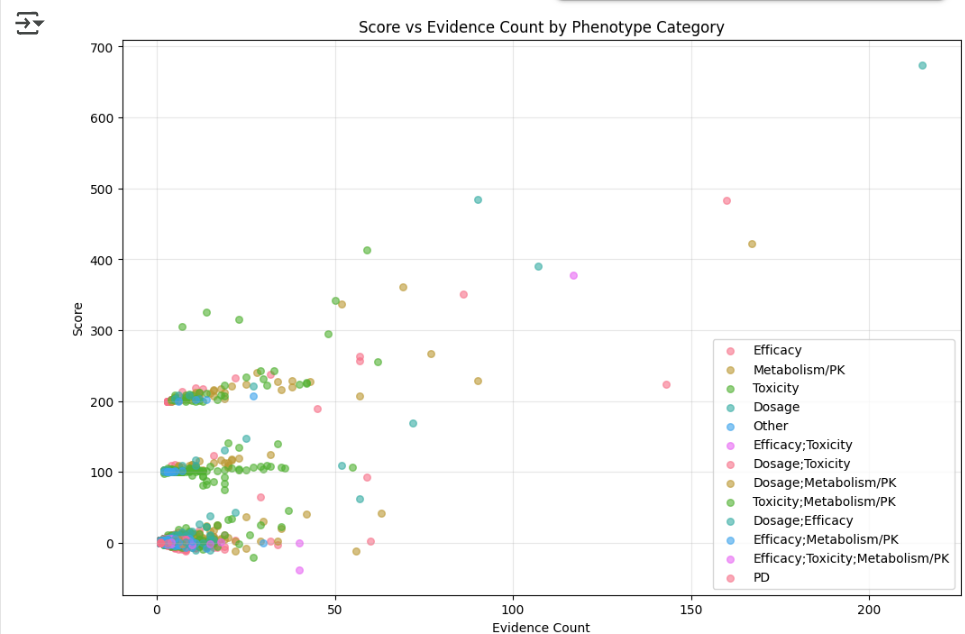 Score vs Evidence Count by Phenotype Category
700
600
500
400
300
200
100
0
Score
0
50
100
150
200
Evidence Count
Efficacy
Metabolism/PK
Toxicity
Dosage
Other
Efficacy;Toxicity
Dosage;Toxicity
Dosage;Metabolism/PK
Toxicity;Metabolism/PK
Dosage;Efficacy
Efficacy;Metabolism/PK
Efficacy;Toxicity;Metabolism/PK
PD